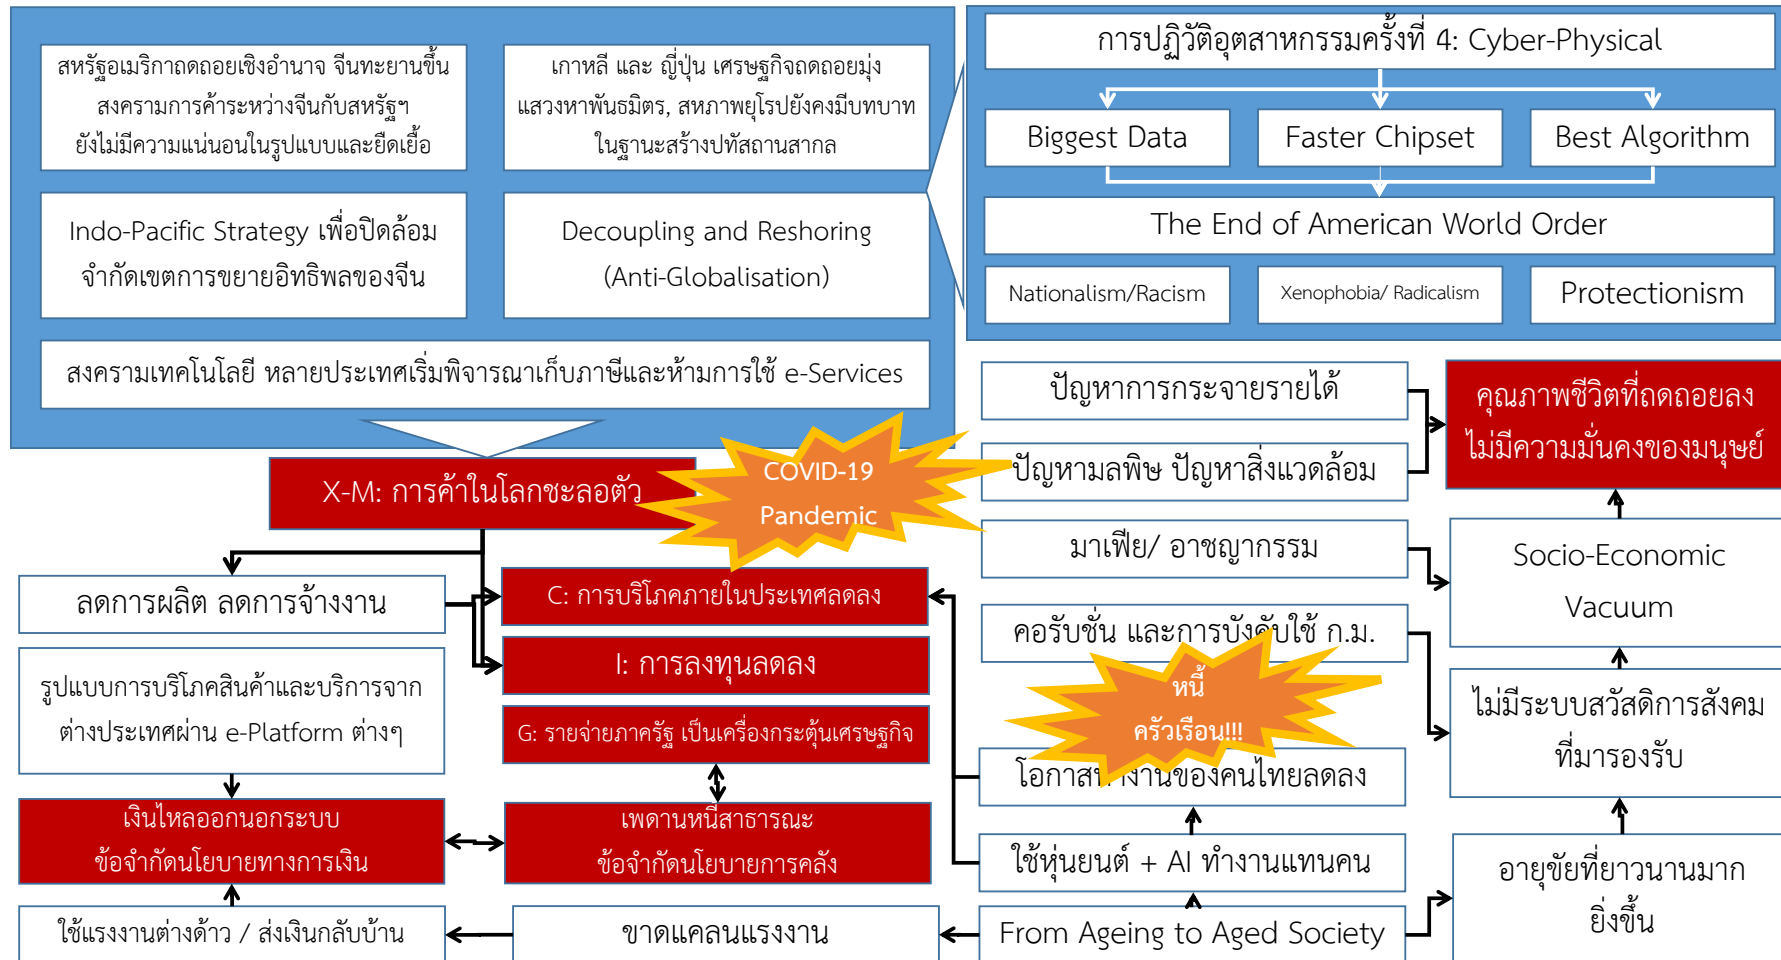 สหรัฐอเมริกาถดถอยเชิงอำนาจ จีนทะยานขึ้น
สงครามการค้าระหว่างจีนกับสหรัฐฯ
ยังไม่มีความแน่นอนในรูปแบบและยืดเยื้อ
เกาหลี และ ญี่ปุ่น เศรษฐกิจถดถอยมุ่ง
แสวงหาพันธมิตร, สหภาพยุโรปยังคงมีบทบาท
ในฐานะสร้างปทัสถานสากล
Indo-Pacific Strategy เพื่อปิดล้อม
จำกัดเขตการขยายอิทธิพลของจีน
Decoupling and Reshoring
(Anti-Globalisation)
สงครามเทคโนโลยี หลายประเทศเริ่มพิจารณาเก็บภาษีและห้ามการใช้ e-Services
การปฏิวัติอุตสาหกรรมครั้งที่ 4: Cyber-Physical
Biggest Data
Faster Chipset
Best Algorithm
The End of American World Order
Nationalism/Racism
Xenophobia/ Radicalism
Protectionism
X-M: การค้าในโลกชะลอตัว
COVID-19
Pandemic
ลดการผลิต ลดการจ้างงาน
รูปแบบการบริโภคสินค้าและบริการจาก
ต่างประเทศผ่าน e-Platform ต่างๆ
เงินไหลออกนอกระบบ
ข้อจำกัดนโยบายทางการเงิน
ใช้แรงงานต่างด้าว / ส่งเงินกลับบ้าน
C: การบริโภคภายในประเทศลดลง
I: การลงทุนลดลง
G: รายจ่ายภาครัฐ เป็นเครื่องกระตุ้นเศรษฐกิจ
เพดานหนี้สาธารณะ
ข้อจำกัดนโยบายการคลัง
ขาดแคลนแรงงาน
ปัญหาการกระจายรายได้
ปัญหามลพิษ ปัญหาสิ่งแวดล้อม
มาเฟีย/ อาชญากรรม
คอรัปชั่น และการบังคับใช้ ก.ม.
หนี้
ครัวเรือน!!!
โอกาสทำงานของคนไทยลดลง
ใช้หุ่นยนต์ + AI ทำงานแทนคน
From Ageing to Aged Society
คุณภาพชีวิตที่ถดถอยลง
ไม่มีความมั่นคงของมนุษย์
Socio-Economic
Vacuum
ไม่มีระบบสวัสดิการสังคม
ที่มารองรับ
อายุขัยที่ยาวนานมาก
ยิ่งขึ้น